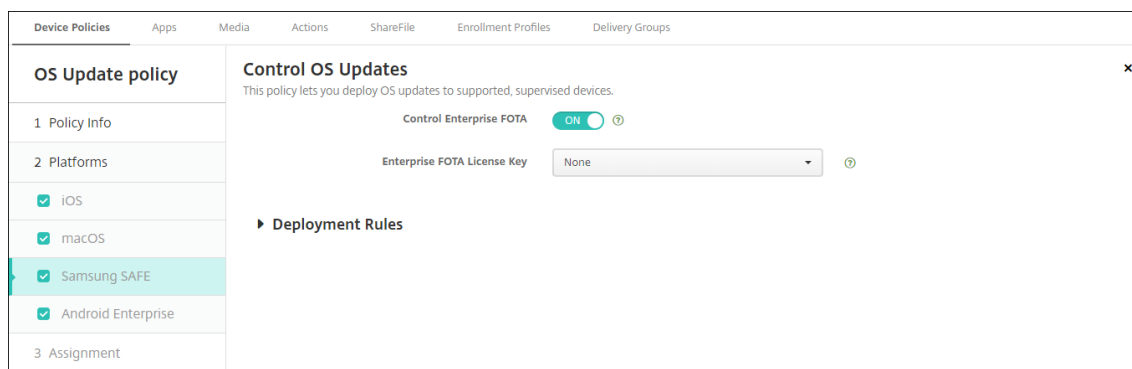 Device Policies Apps Media Actions ShareFile Enrollment Profiles Delivery Groups
OS Update policy
1 Policy Info
2 Platforms
iOS
macOS
Samsung SAFE
Android Enterprise
3 Assignment
Control OS Updates
This policy lets you deploy OS updates to supported, supervised devices.
Control Enterprise FOTA ON ?
Enterprise FOTA License Key None ?
Deployment Rules